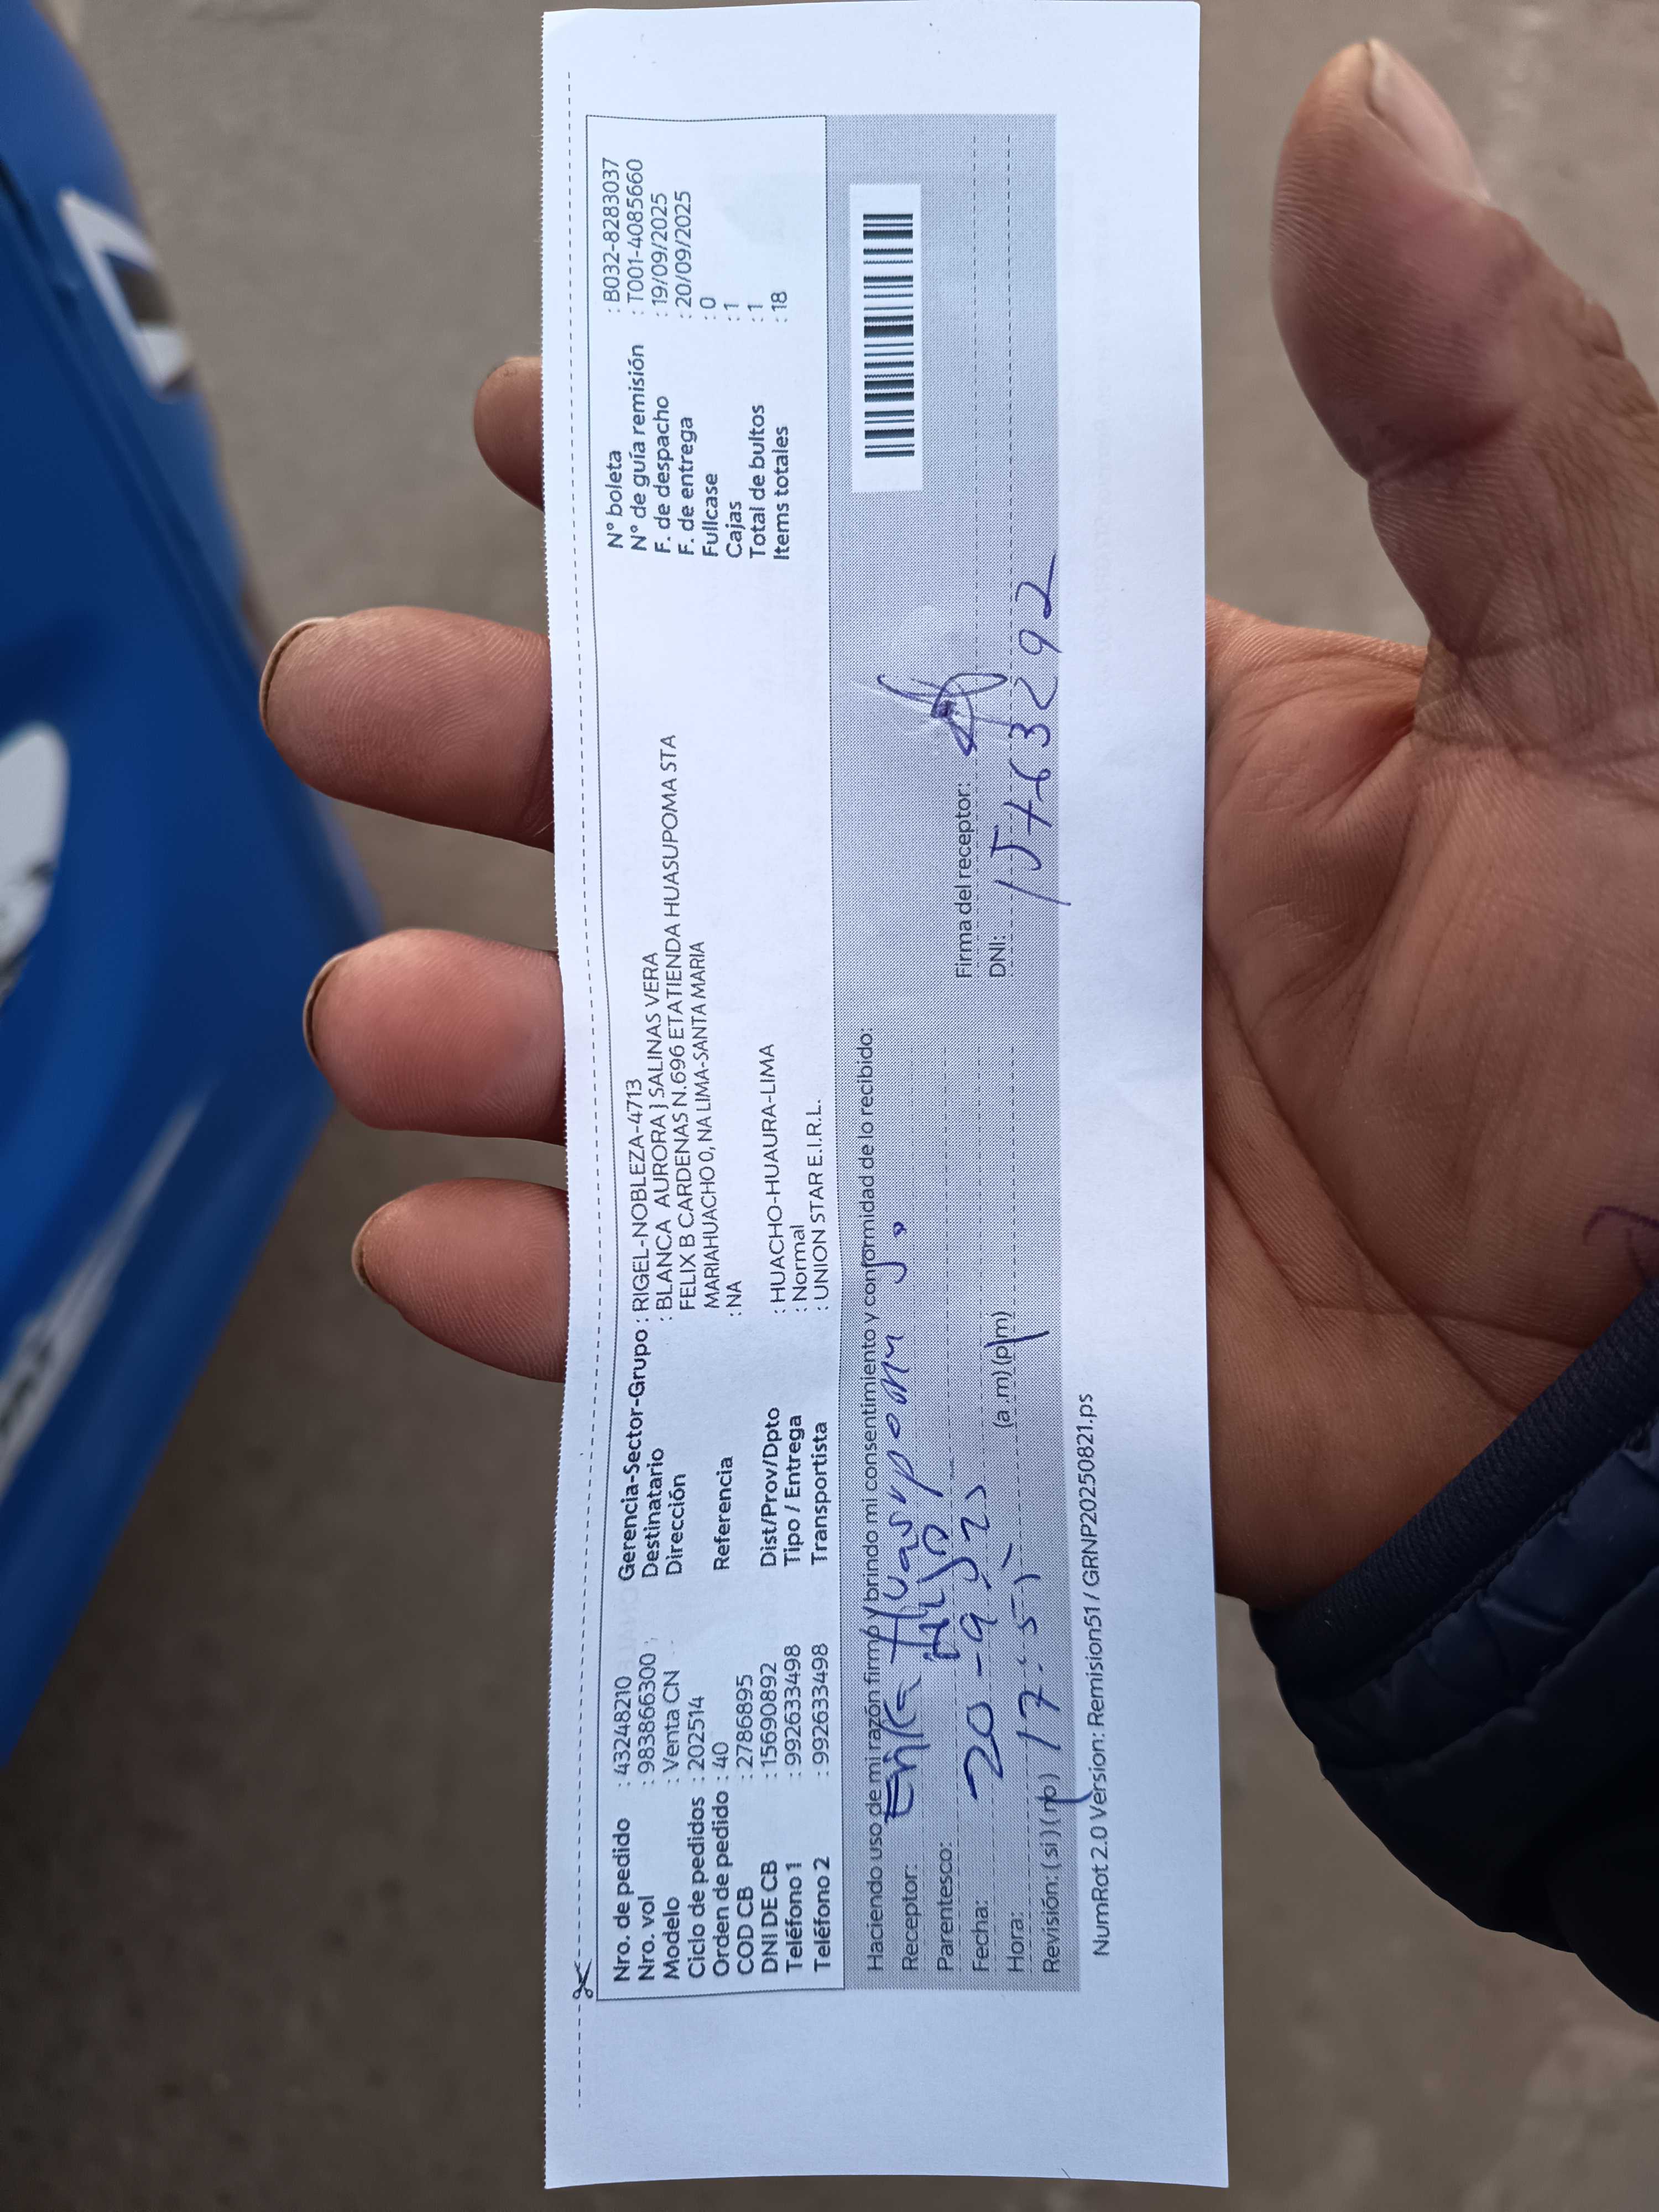 Nro. de pedido : 43248210 Gerencia-Sector-Grupo : RIGEL-NOBLEZA-4713 N° boleta : B032-8283037
Nro. vol : 983866300 Destinatario : BLANCA AURORA J SALINAS VERA N° de guía remisión : T001-4085660
Modelo : Venta CN Dirección FELIX B CARDENAS N.696 ETA TIENDA HUASUPOMA STA F. de despacho : 19/09/2025
Ciclo de pedidos : 202514 MARIAHUACHO 0, NA LIMA-SANTA MARIA F. de entrega : 20/09/2025
Orden de pedido : 40 Referencia : NA Fullcase : 0
COD CB : 2786895 Cajas : 1
DNI DE CB : 15690892 Dist/Prov/Dpto : HUACHO-HUAURA-LIMA Total de bultos : 1
Teléfono 1 : 992633498 Tipo / Entrega : Normal Items totales : 18
Teléfono 2 : 992633498 Transportista : UNION STAR E.I.R.L.
Haciendo uso de mi razón firmo y brindo mi consentimiento y conformidad de lo recibido:
Receptor: Erika Huasupoma S.
Parentesco: Firma del receptor:
Fecha: 20-9-25 DNI:
Hora: 17:51 (a .m) (p m)
Revisión: ( si ) ( no )
NumRot 2.0 Version: Remision51 / GRNP20250821.ps